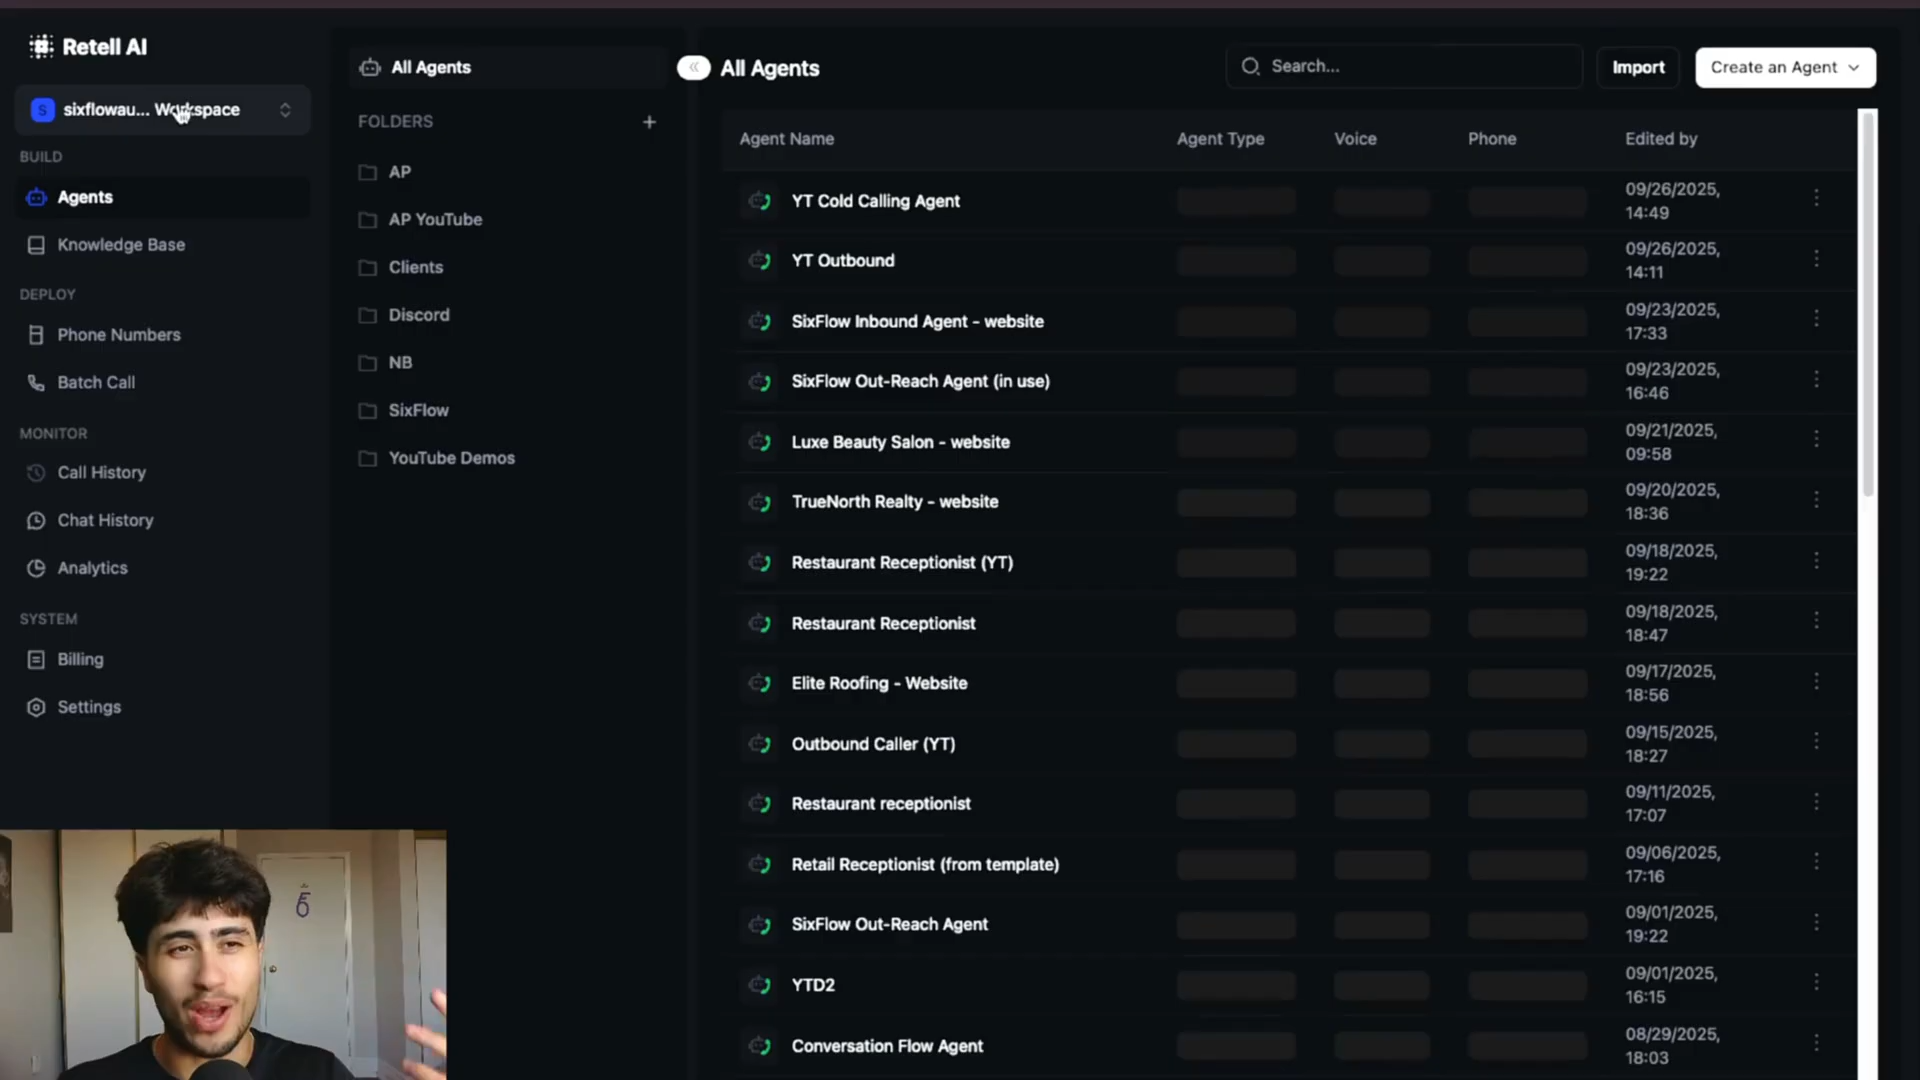 Retell AI
sixflowau... Workspace
BUILD
Agents
Knowledge Base
DEPLOY
Phone Numbers
Batch Call
MONITOR
Call History
Chat History
Analytics
SYSTEM
Billing
Settings
All Agents
FOLDERS
AP
AP YouTube
Clients
Discord
NB
SixFlow
YouTube Demos
All Agents
Search...
Import
Create an Agent
Agent Name Agent Type Voice Phone Edited by
YT Cold Calling Agent 09/26/2025,
14:49
YT Outbound 09/26/2025,
14:11
SixFlow Inbound Agent - website 09/23/2025,
17:33
SixFlow Out-Reach Agent (in use) 09/23/2025,
16:46
Luxe Beauty Salon - website 09/21/2025,
09:58
TrueNorth Realty - website 09/20/2025,
18:36
Restaurant Receptionist (YT) 09/18/2025,
19:22
Restaurant Receptionist 09/18/2025,
18:47
Elite Roofing - Website 09/17/2025,
18:56
Outbound Caller (YT) 09/15/2025,
18:27
Restaurant receptionist 09/11/2025,
17:07
Retail Receptionist (from template) 09/06/2025,
17:16
SixFlow Out-Reach Agent 09/01/2025,
19:22
YTD2 09/01/2025,
16:15
Conversation Flow Agent 08/29/2025,
18:03